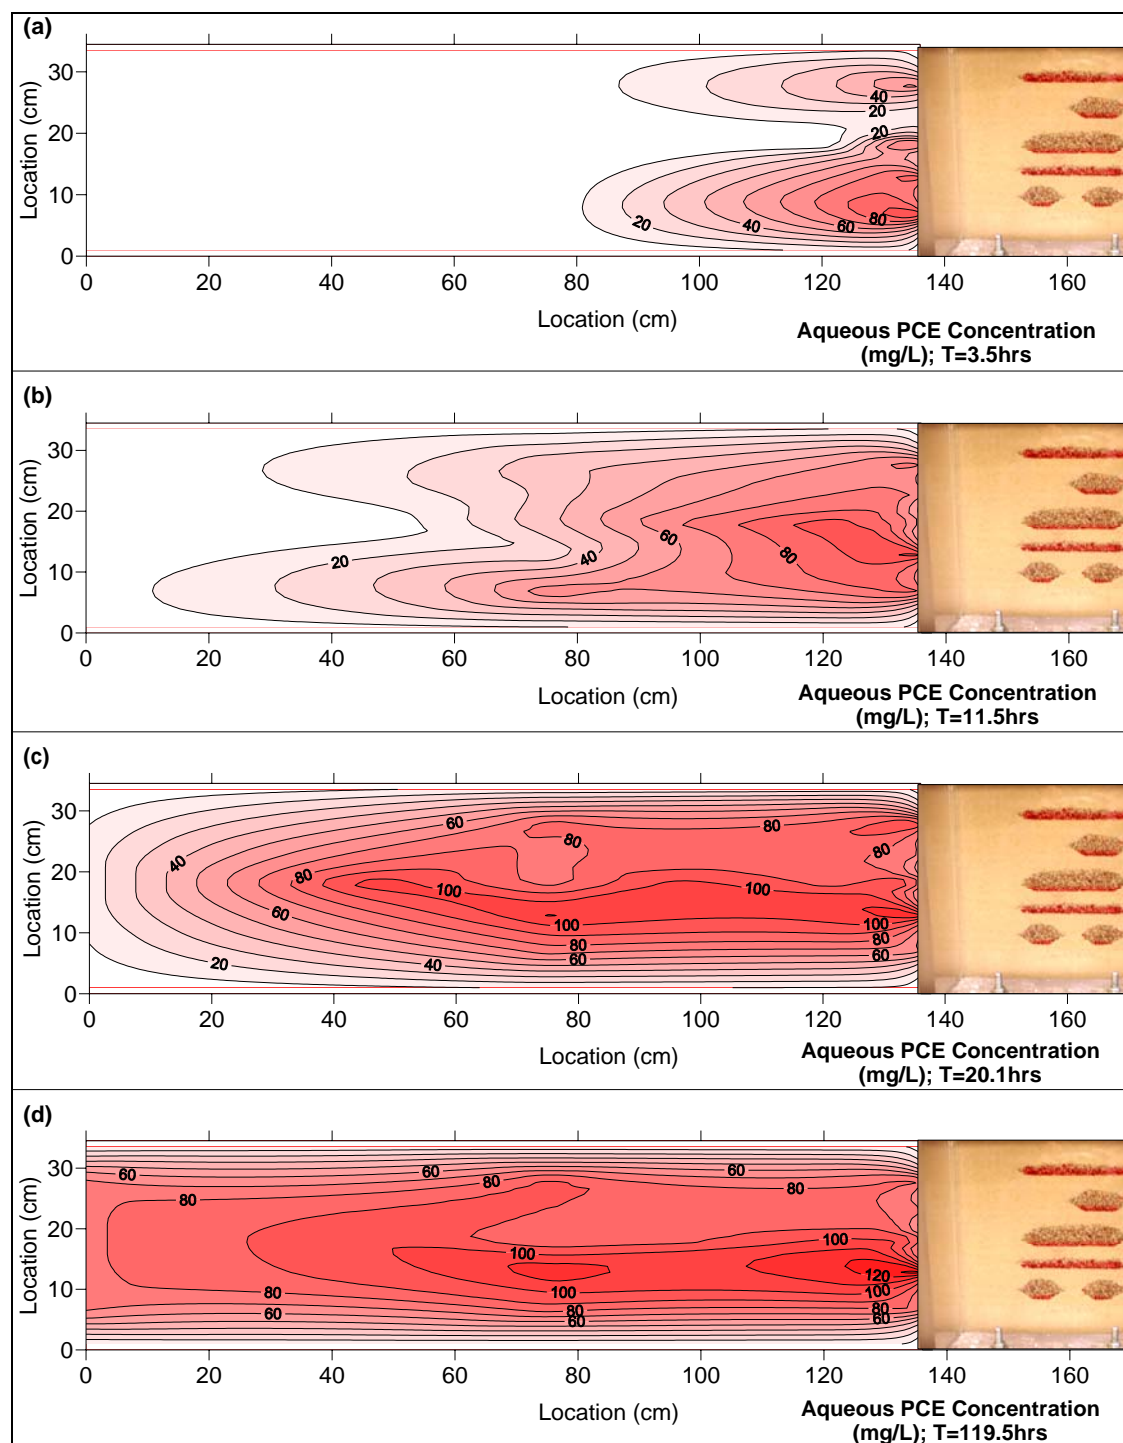 (a)
30
20
10
0
Location (cm)
40
20
20
20
40
60
80
0 20 40 60 80 100 120 140 160
Location (cm)
Aqueous PCE Concentration
(mg/L); T=3.5hrs
(b)
30
20
10
0
Location (cm)
20
40
60
80
0 20 40 60 80 100 120 140 160
Location (cm)
Aqueous PCE Concentration
(mg/L); T=11.5hrs
(c)
30
20
10
0
Location (cm)
60
80
80
80
40
80
100
100
60
100
100
80
80
20
40
60
60
0 20 40 60 80 100 120 140 160
Location (cm)
Aqueous PCE Concentration
(mg/L); T=20.1hrs
(d)
30
20
10
0
Location (cm)
60
60
60
80
80
80
100
100
120
80
100
100
60
80
80
60
60
0 20 40 60 80 100 120 140 160
Location (cm)
Aqueous PCE Concentration
(mg/L); T=119.5hrs